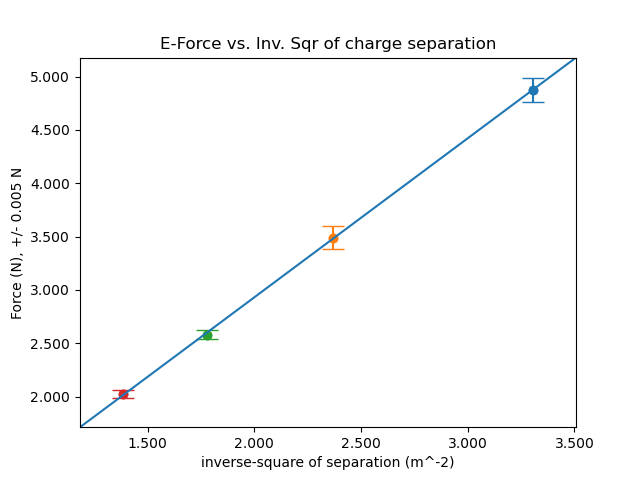 E-Force vs. Inv. Sqr of charge separation
Force (N), +/- 0.005 N
5.000
4.500
4.000
3.500
3.000
2.500
2.000
1.500 2.000 2.500 3.000 3.500
inverse-square of separation (m^-2)